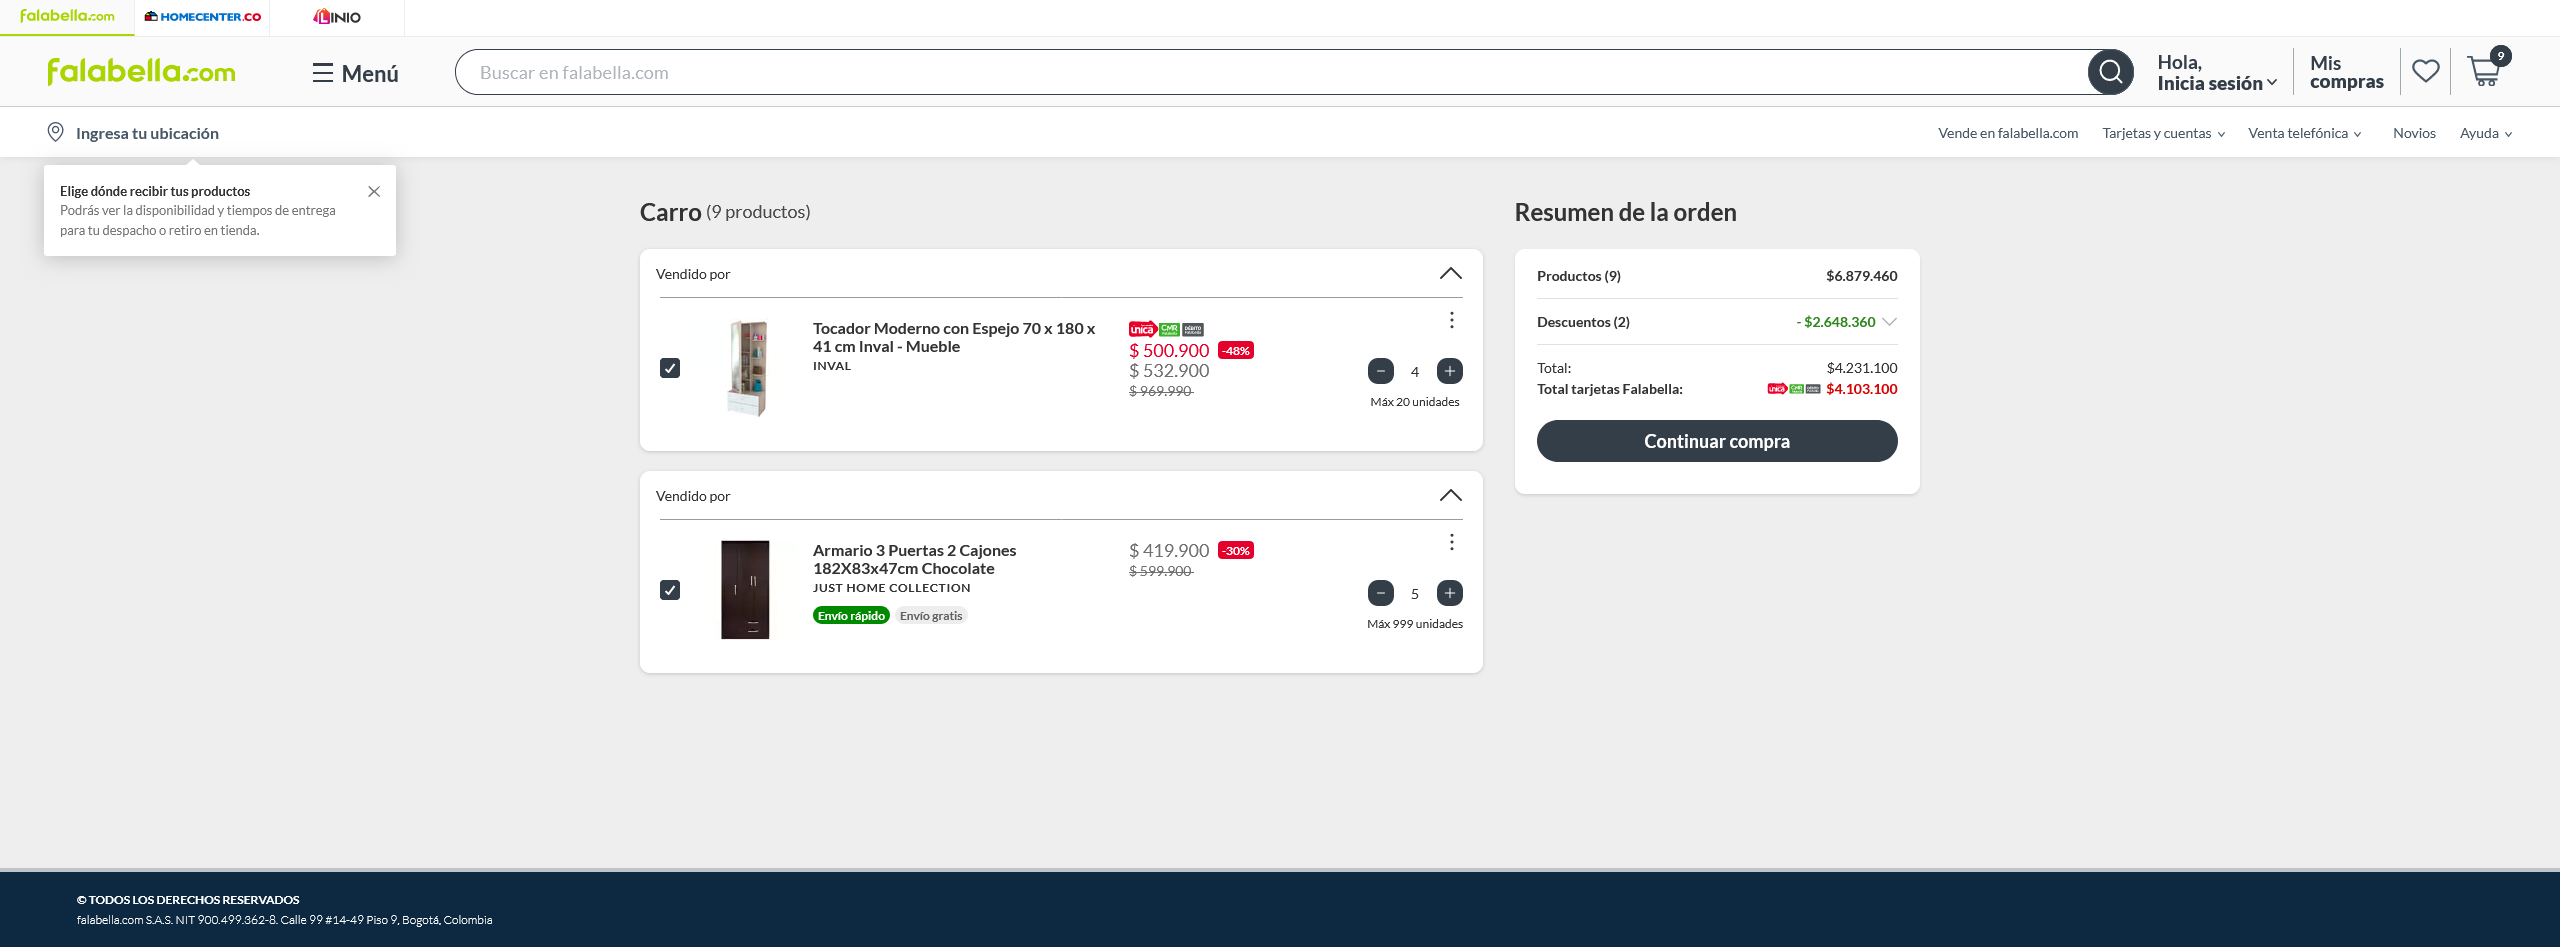 falabella.com
HOMECENTER.CO
LINIO
falabella.com
Menú
Buscar en falabella.com
Hola,
Inicia sesión
Mis
compras
9
Ingresa tu ubicación
Vende en falabella.com
Tarjetas y cuentas
Venta telefónica
Novios
Ayuda
Elige dónde recibir tus productos
Podrás ver la disponibilidad y tiempos de entrega
para tu despacho o retiro en tienda.
Carro (9 productos)
Vendido por
Tocador Moderno con Espejo 70 x 180 x
41 cm Inval - Mueble
INVAL
única CMR DÉBITO
$ 500.900 -48%
$ 532.900
$ 969.990
4
Máx 20 unidades
Vendido por
Armario 3 Puertas 2 Cajones
182X83x47cm Chocolate
JUST HOME COLLECTION
Envío rápido Envío gratis
$ 419.900 -30%
$ 599.900
5
Máx 999 unidades
Resumen de la orden
Productos (9) $6.879.460
Descuentos (2) - $2.648.360
Total: $4.231.100
Total tarjetas Falabella: única CMR $4.103.100
Continuar compra
© TODOS LOS DERECHOS RESERVADOS
falabella.com S.A.S. NIT 900.499.362-8. Calle 99 #14-49 Piso 9, Bogotá, Colombia